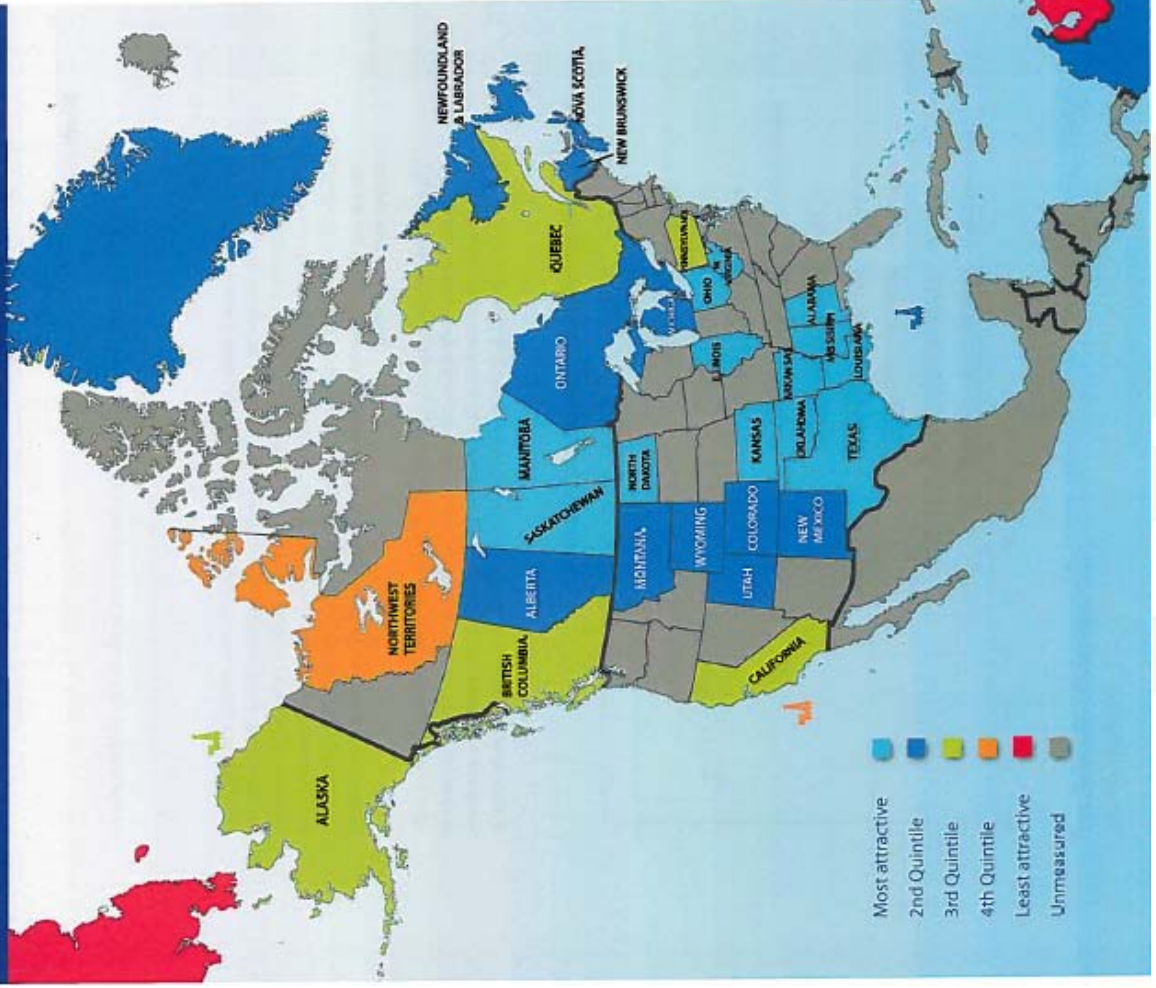 NEWFOUNDLAND
& LABRADOR
NOVA SCOTIA
NEW BRUNSWICK
QUEBEC
ONTARIO
MANITOBA
SASKATCHEWAN
ALBERTA
BRITISH
COLUMBIA
NORTHWEST
TERRITORIES
ALASKA
PENNSYLVANIA
OHIO
W.
VIRGINIA
ILLINOIS
ALABAMA
MISSISSIPPI
LOUISIANA
ARKANSAS
OKLAHOMA
TEXAS
KANSAS
NORTH
DAKOTA
MONTANA
WYOMING
COLORADO
NEW
MEXICO
UTAH
CALIFORNIA
Most attractive
2nd Quintile
3rd Quintile
4th Quintile
Least attractive
Unmeasured